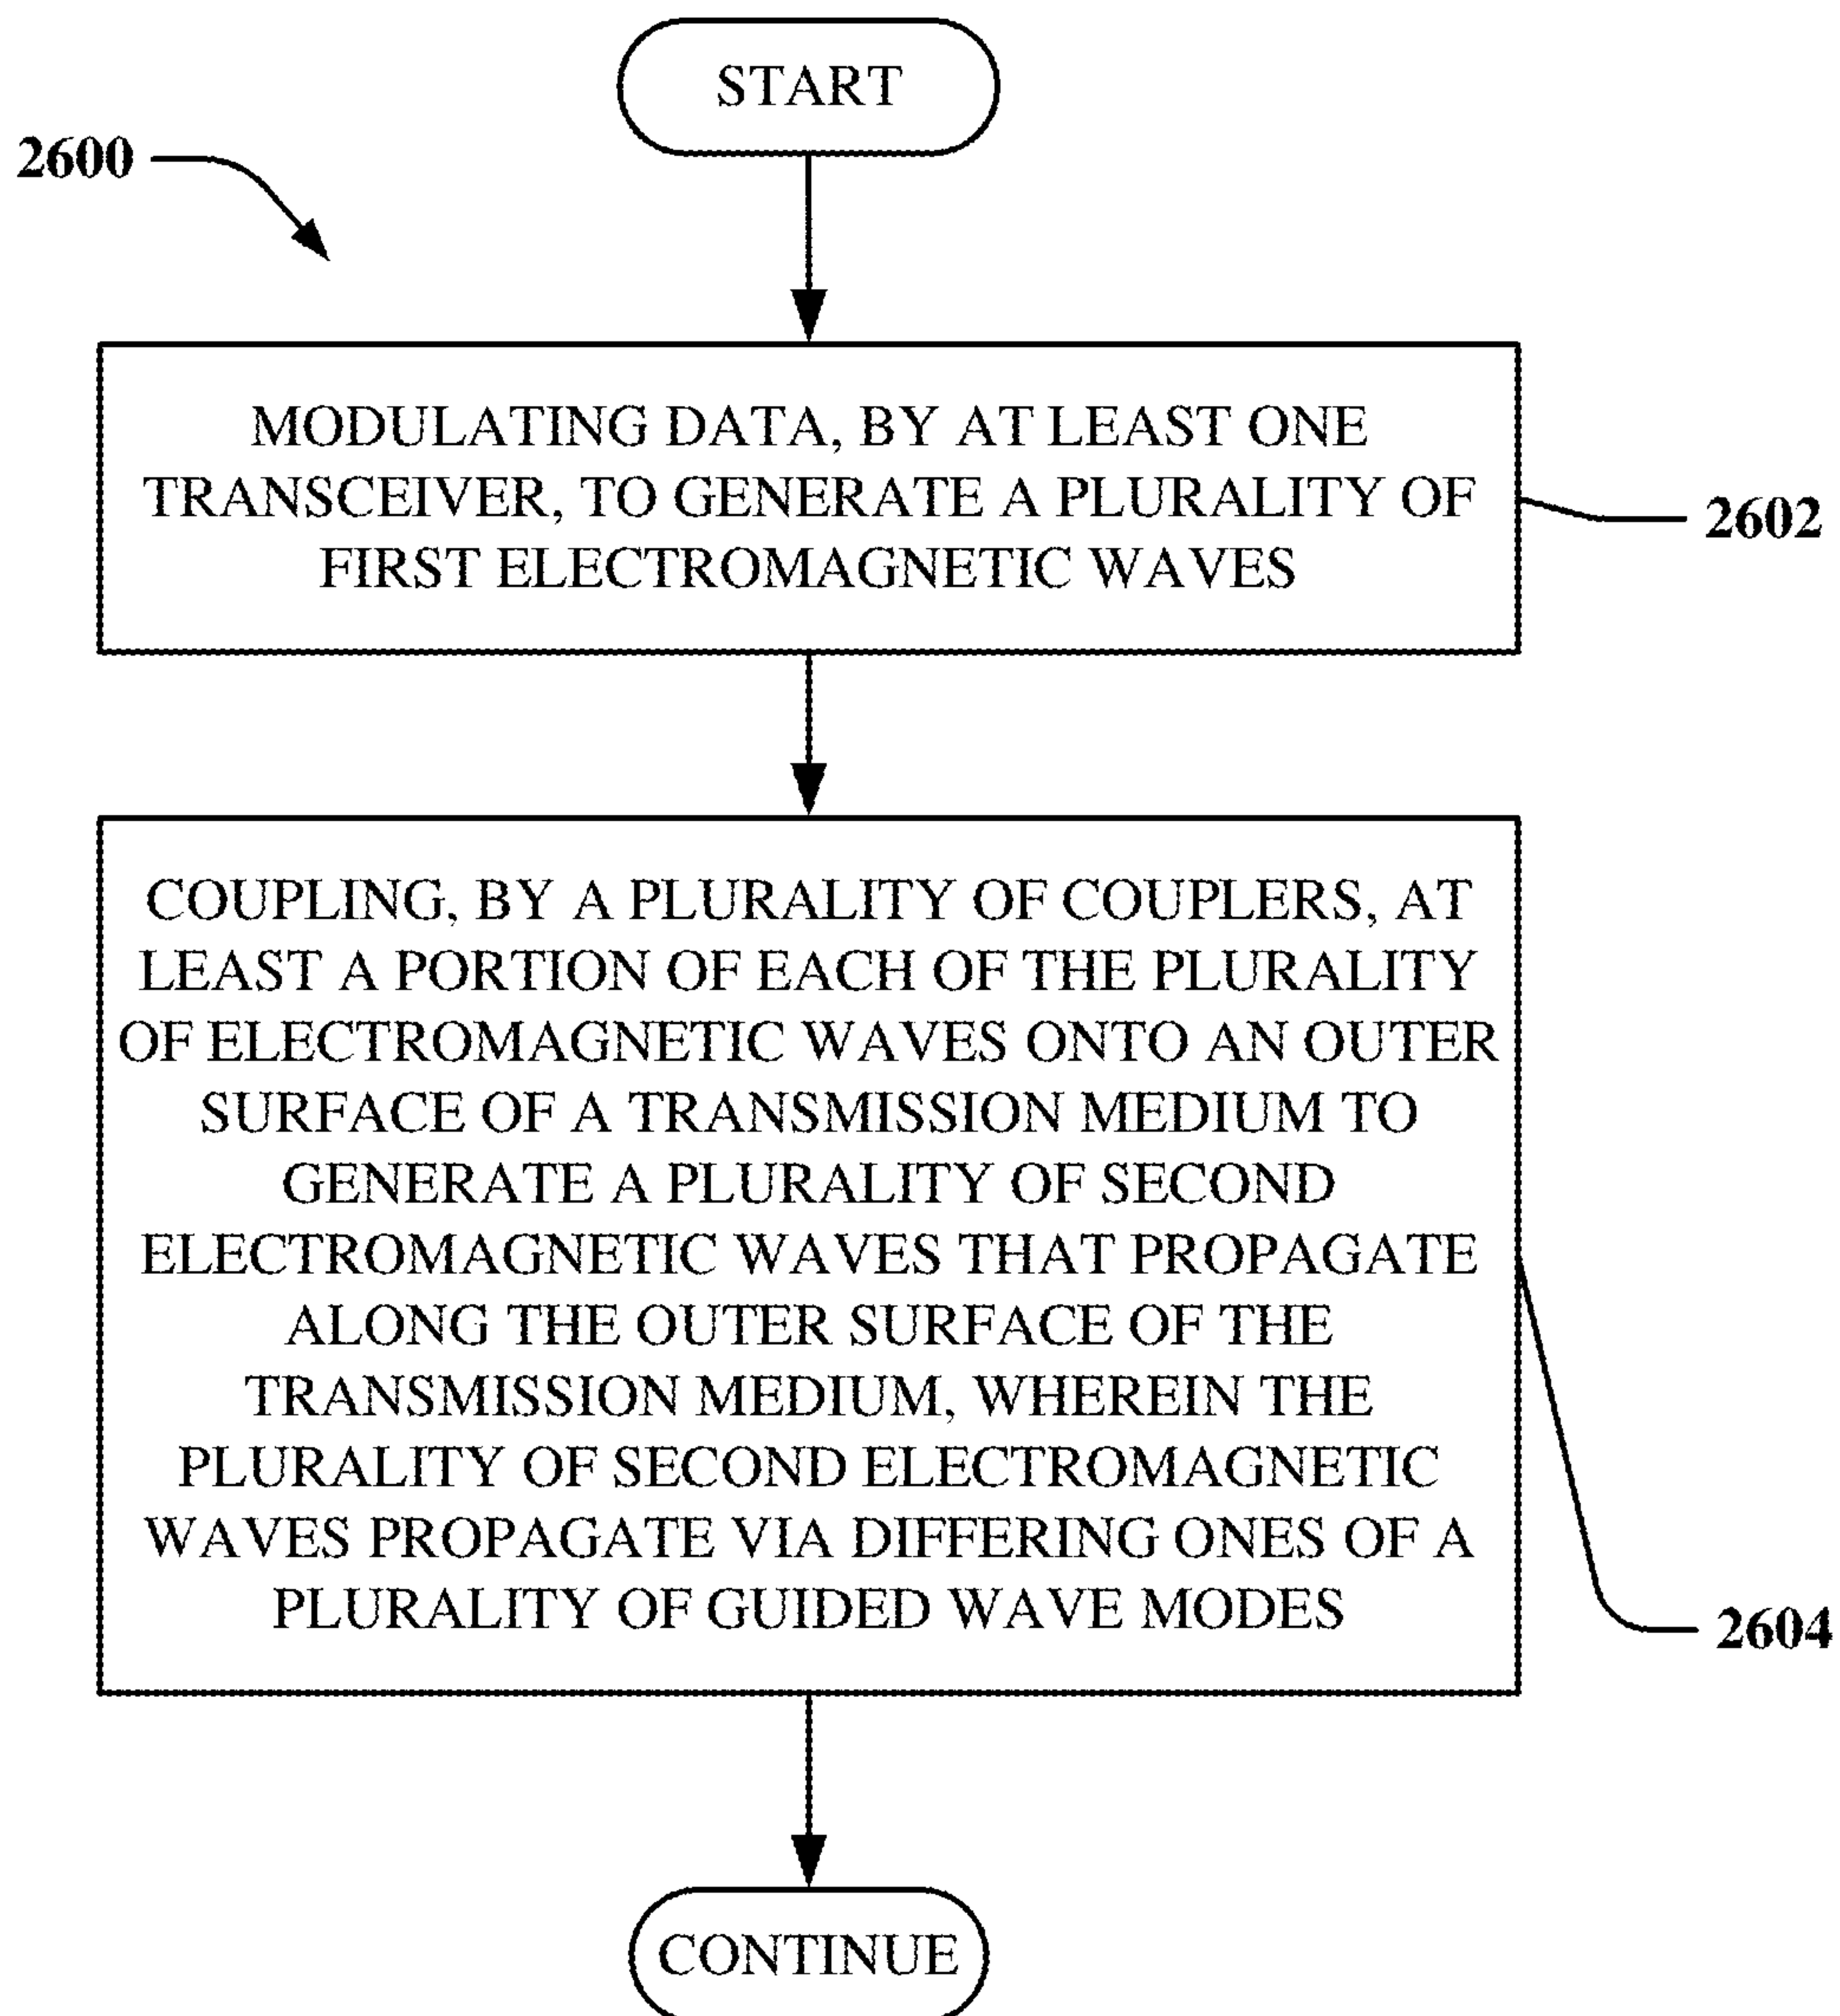 START
2600
MODULATING DATA, BY AT LEAST ONE
TRANSCEIVER, TO GENERATE A PLURALITY OF
FIRST ELECTROMAGNETIC WAVES
2602
COUPLING, BY A PLURALITY OF COUPLERS, AT
LEAST A PORTION OF EACH OF THE PLURALITY
OF ELECTROMAGNETIC WAVES ONTO AN OUTER
SURFACE OF A TRANSMISSION MEDIUM TO
GENERATE A PLURALITY OF SECOND
ELECTROMAGNETIC WAVES THAT PROPAGATE
ALONG THE OUTER SURFACE OF THE
TRANSMISSION MEDIUM, WHEREIN THE
PLURALITY OF SECOND ELECTROMAGNETIC
WAVES PROPAGATE VIA DIFFERING ONES OF A
PLURALITY OF GUIDED WAVE MODES
2604
CONTINUE